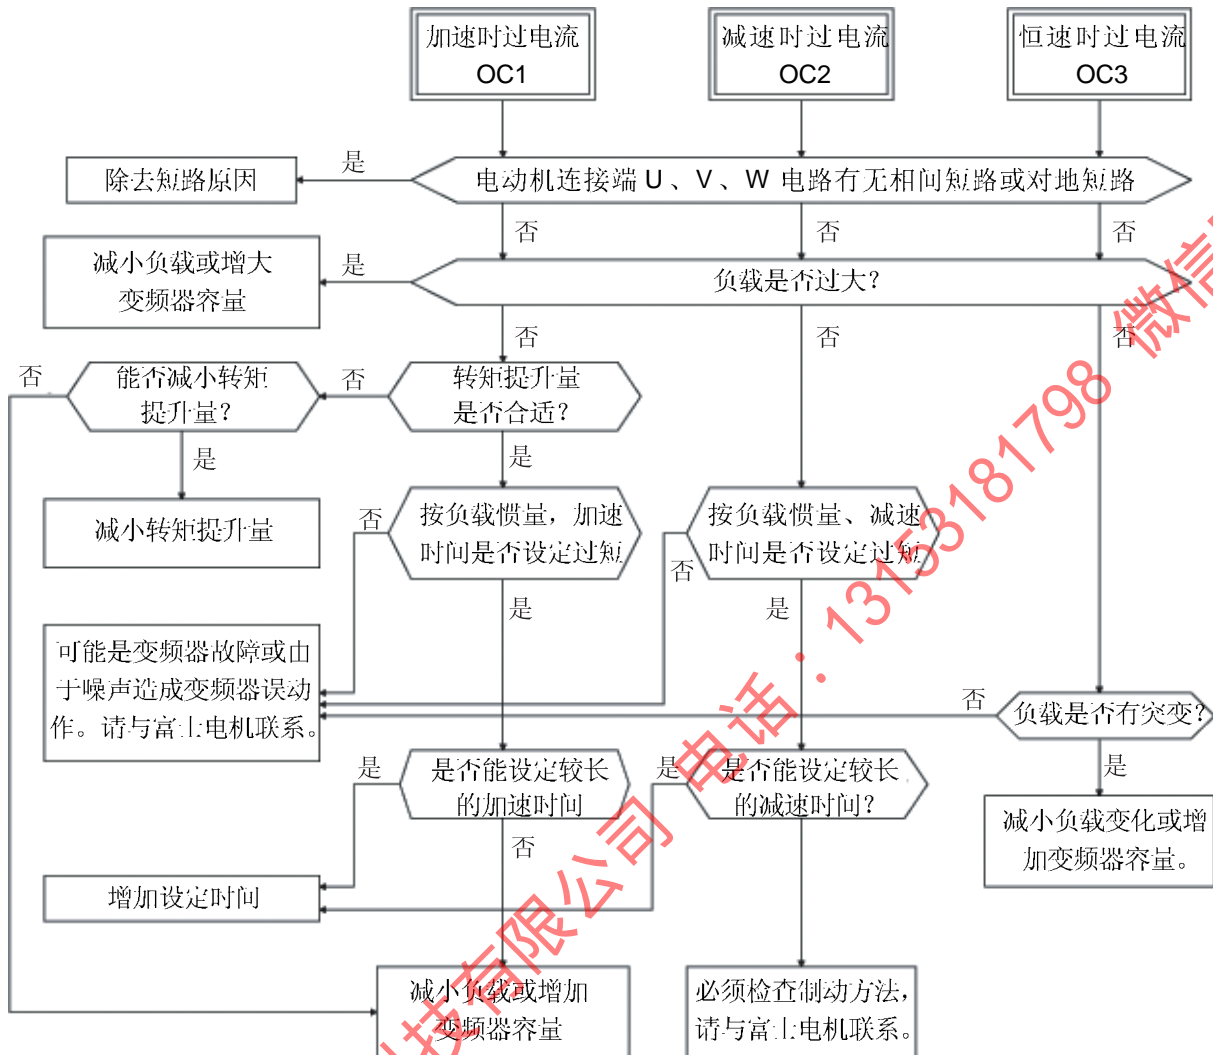 加速时过电流
OC1
减速时过电流
OC2
恒速时过电流
OC3
除去短路原因
是
电动机连接端 U 、V 、W 电路有无相间短路或对地短路
否
否
否
减小负载或增大
变频器容量
是
负载是否过大?
否
否
否
否
能否减小转矩
提升量?
否
转矩提升量
是否合适?
是
是
减小转矩提升量
否
按负载惯量，加速
时间是否设定过短
按负载惯量、减速
时间是否设定过短
否
是
是
可能是变频器故障或由
于噪声造成变频器误动
作。请与富士电机联系。
否
负载是否有突变?
是
是否能设定较长
的加速时间
是
是否能设定较长
的减速时间?
是
减小负载变化或增
加变频器容量。
否
增加设定时间
减小负载或增加
变频器容量
必须检查制动方法，
请与富士电机联系。
科技有限公司 电话：13153181798 微信